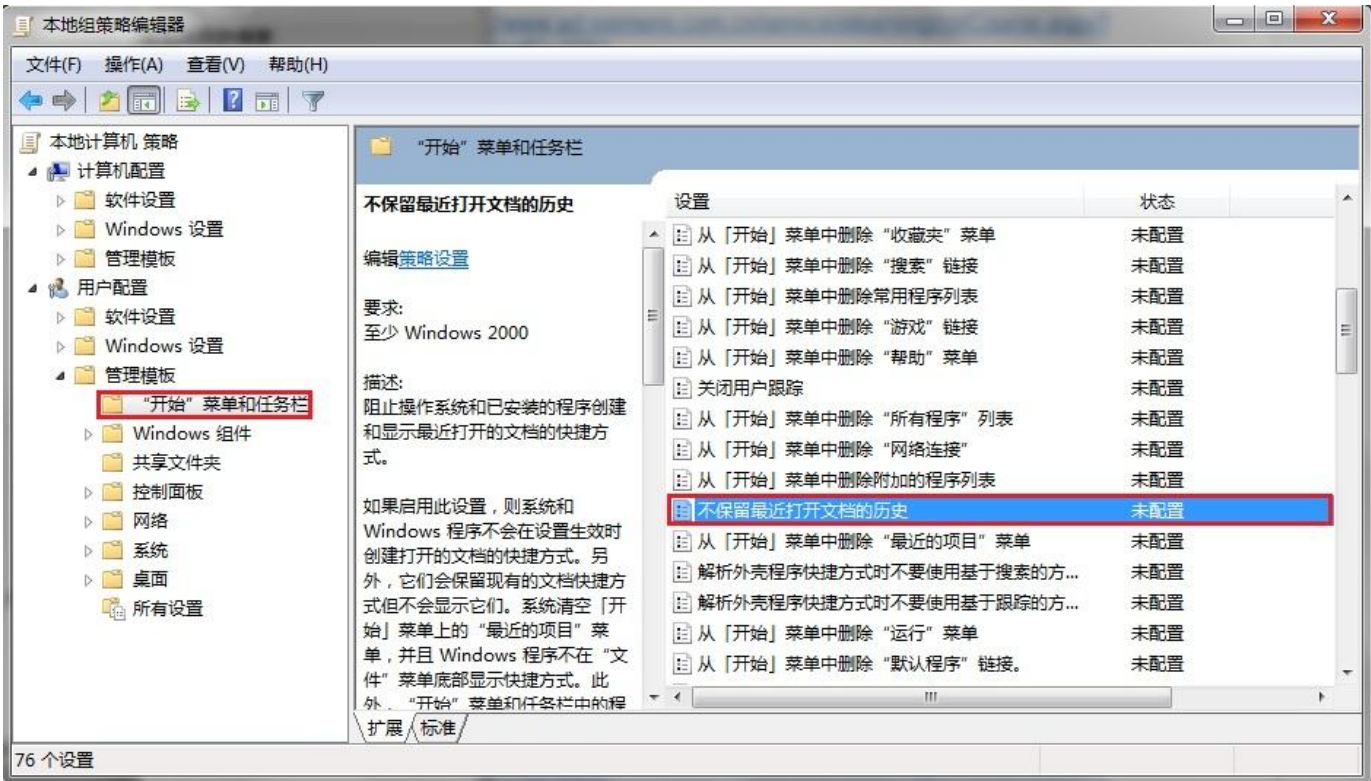 本地组策略编辑器
文件(F) 操作(A) 查看(V) 帮助(H)
本地计算机 策略
计算机配置
软件设置
Windows 设置
管理模板
用户配置
软件设置
Windows 设置
管理模板
“开始”菜单和任务栏
Windows 组件
共享文件夹
控制面板
网络
系统
桌面
所有设置
“开始”菜单和任务栏
不保留最近打开文档的历史
编辑策略设置
要求:
至少 Windows 2000
描述:
阻止操作系统和已安装的程序创建
和显示最近打开的文档的快捷方
式。
如果启用此设置，则系统和
Windows 程序不会在设置生效时
创建打开的文档的快捷方式。另
外，它们会保留现有的文档快捷方
式但不会显示它们。系统清空「开
始」菜单上的“最近的项目”菜
单，并且 Windows 程序不在“文
件”菜单底部显示快捷方式。此
外，“开始”菜单和任务栏中的程
设置 状态
从「开始」菜单中删除“收藏夹”菜单 未配置
从「开始」菜单中删除“搜索”链接 未配置
从「开始」菜单中删除常用程序列表 未配置
从「开始」菜单中删除“游戏”链接 未配置
从「开始」菜单中删除“帮助”菜单 未配置
关闭用户跟踪 未配置
从「开始」菜单中删除“所有程序”列表 未配置
从「开始」菜单中删除“网络连接” 未配置
从「开始」菜单中删除附加的程序列表 未配置
不保留最近打开文档的历史 未配置
从「开始」菜单中删除“最近的项目”菜单 未配置
解析外壳程序快捷方式时不要使用基于搜索的方... 未配置
解析外壳程序快捷方式时不要使用基于跟踪的方... 未配置
从「开始」菜单中删除“运行”菜单 未配置
从「开始」菜单中删除“默认程序”链接。 未配置
扩展 标准
76 个设置